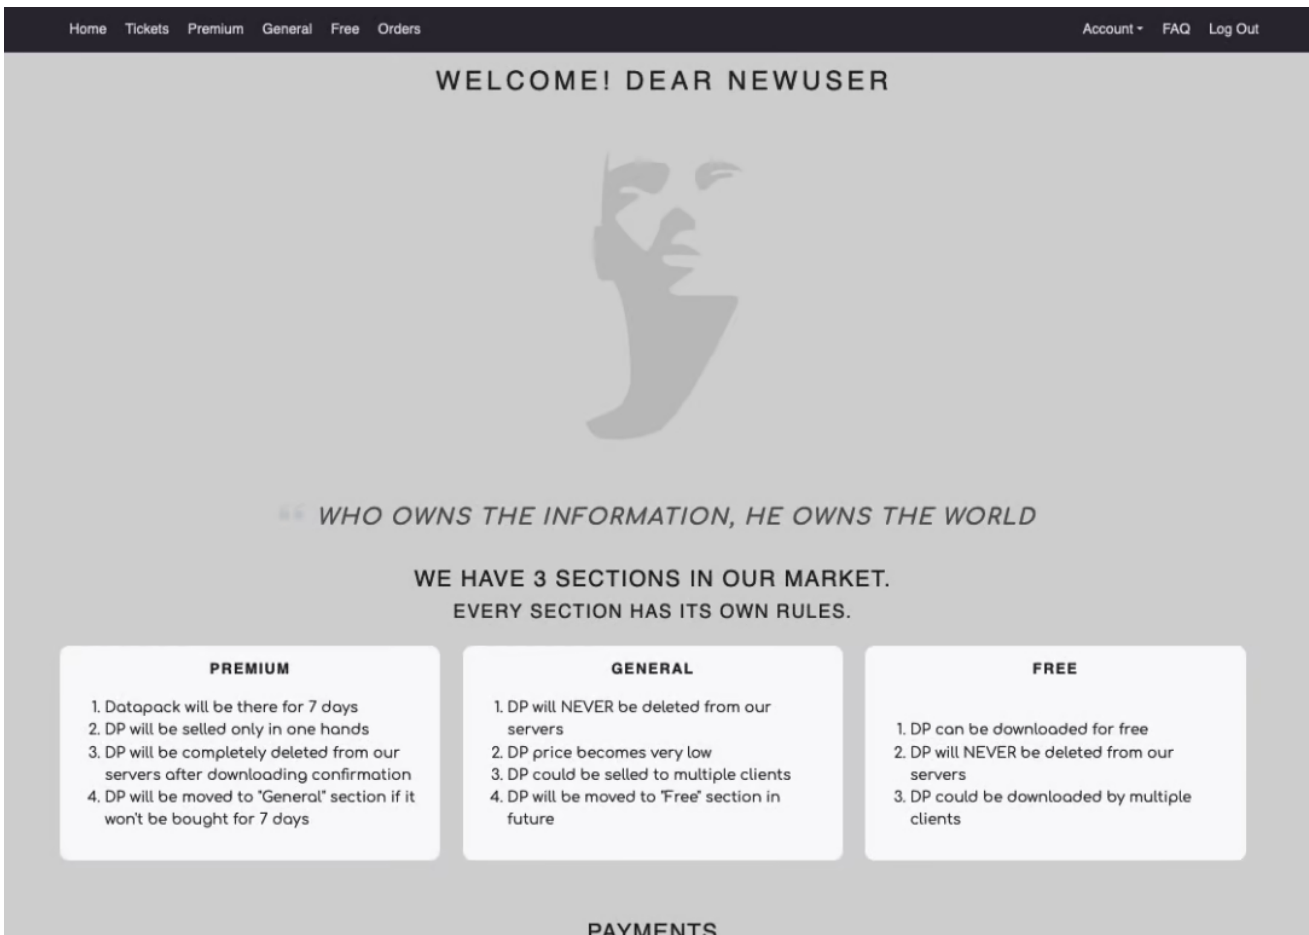 Home Tickets Premium General Free Orders Account FAQ Log Out
WELCOME! DEAR NEWUSER
“ WHO OWNS THE INFORMATION, HE OWNS THE WORLD
WE HAVE 3 SECTIONS IN OUR MARKET.
EVERY SECTION HAS ITS OWN RULES.
PREMIUM
1. Datapack will be there for 7 days
2. DP will be selled only in one hands
3. DP will be completely deleted from our
servers after downloading confirmation
4. DP will be moved to "General" section if it
won't be bought for 7 days
GENERAL
1. DP will NEVER be deleted from our
servers
2. DP price becomes very low
3. DP could be selled to multiple clients
4. DP will be moved to "Free" section in
future
FREE
1. DP can be downloaded for free
2. DP will NEVER be deleted from our
servers
3. DP could be downloaded by multiple
clients
PAYMENTS